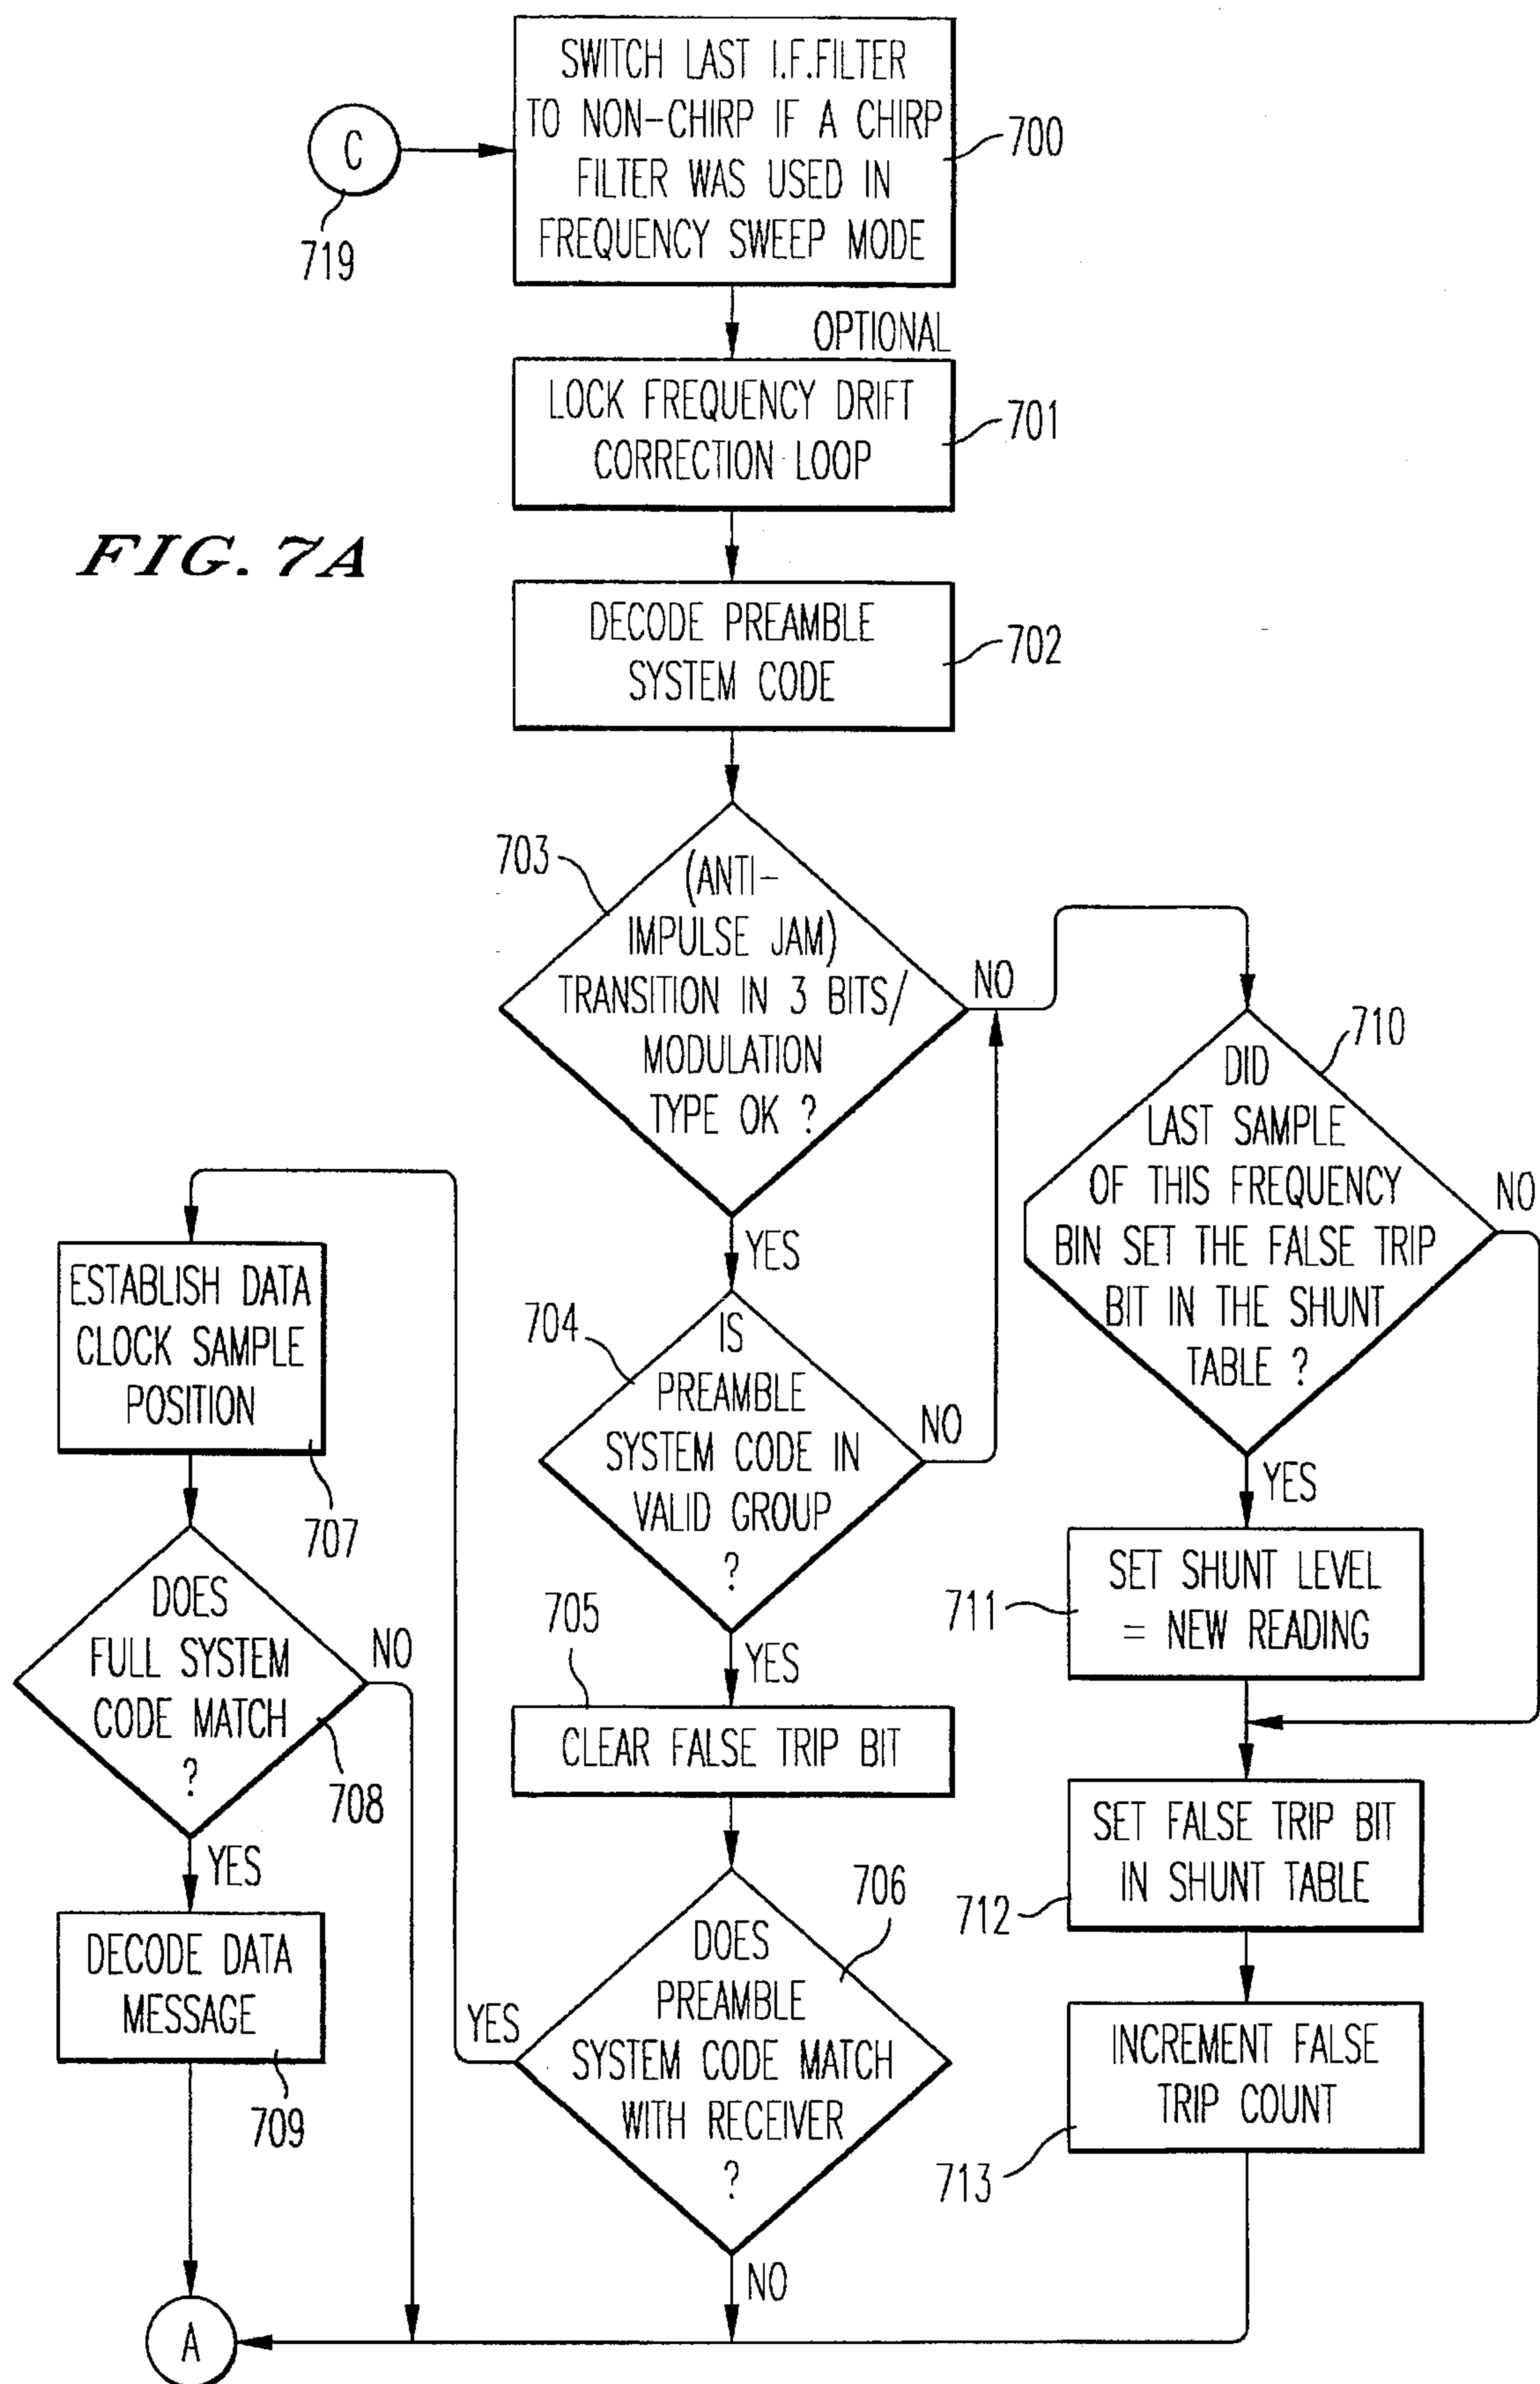 SWITCH LAST I.F.FILTER
TO NON-CHIRP IF A CHIRP
FILTER WAS USED IN
FREQUENCY SWEEP MODE
700
C
719
OPTIONAL
LOCK FREQUENCY DRIFT
CORRECTION LOOP
701
FIG. 7A
DECODE PREAMBLE
SYSTEM CODE
702
703
(ANTI-
IMPULSE JAM)
TRANSITION IN 3 BITS/
MODULATION
TYPE OK ?
NO
YES
710
DID
LAST SAMPLE
OF THIS FREQUENCY
BIN SET THE FALSE TRIP
BIT IN THE SHUNT
TABLE ?
NO
YES
704
IS
PREAMBLE
SYSTEM CODE IN
VALID GROUP
?
NO
YES
ESTABLISH DATA
CLOCK SAMPLE
POSITION
707
711
SET SHUNT LEVEL
= NEW READING
705
CLEAR FALSE TRIP BIT
DOES
FULL SYSTEM
CODE MATCH
?
NO
708
YES
712
SET FALSE TRIP BIT
IN SHUNT TABLE
706
DOES
PREAMBLE
SYSTEM CODE MATCH
WITH RECEIVER
?
YES
NO
DECODE DATA
MESSAGE
709
INCREMENT FALSE
TRIP COUNT
713
A